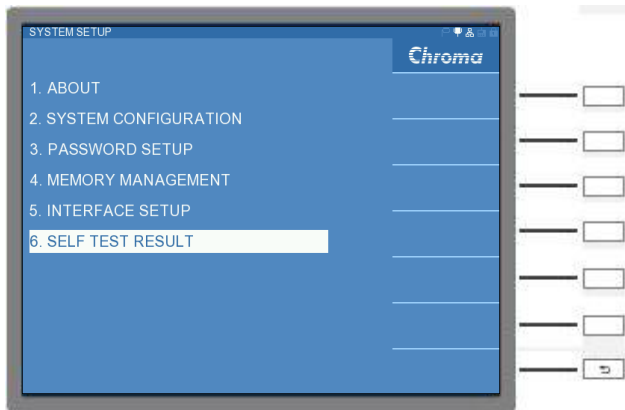 SYSTEM SETUP
Chroma
1. ABOUT
2. SYSTEM CONFIGURATION
3. PASSWORD SETUP
4. MEMORY MANAGEMENT
5. INTERFACE SETUP
6. SELF TEST RESULT